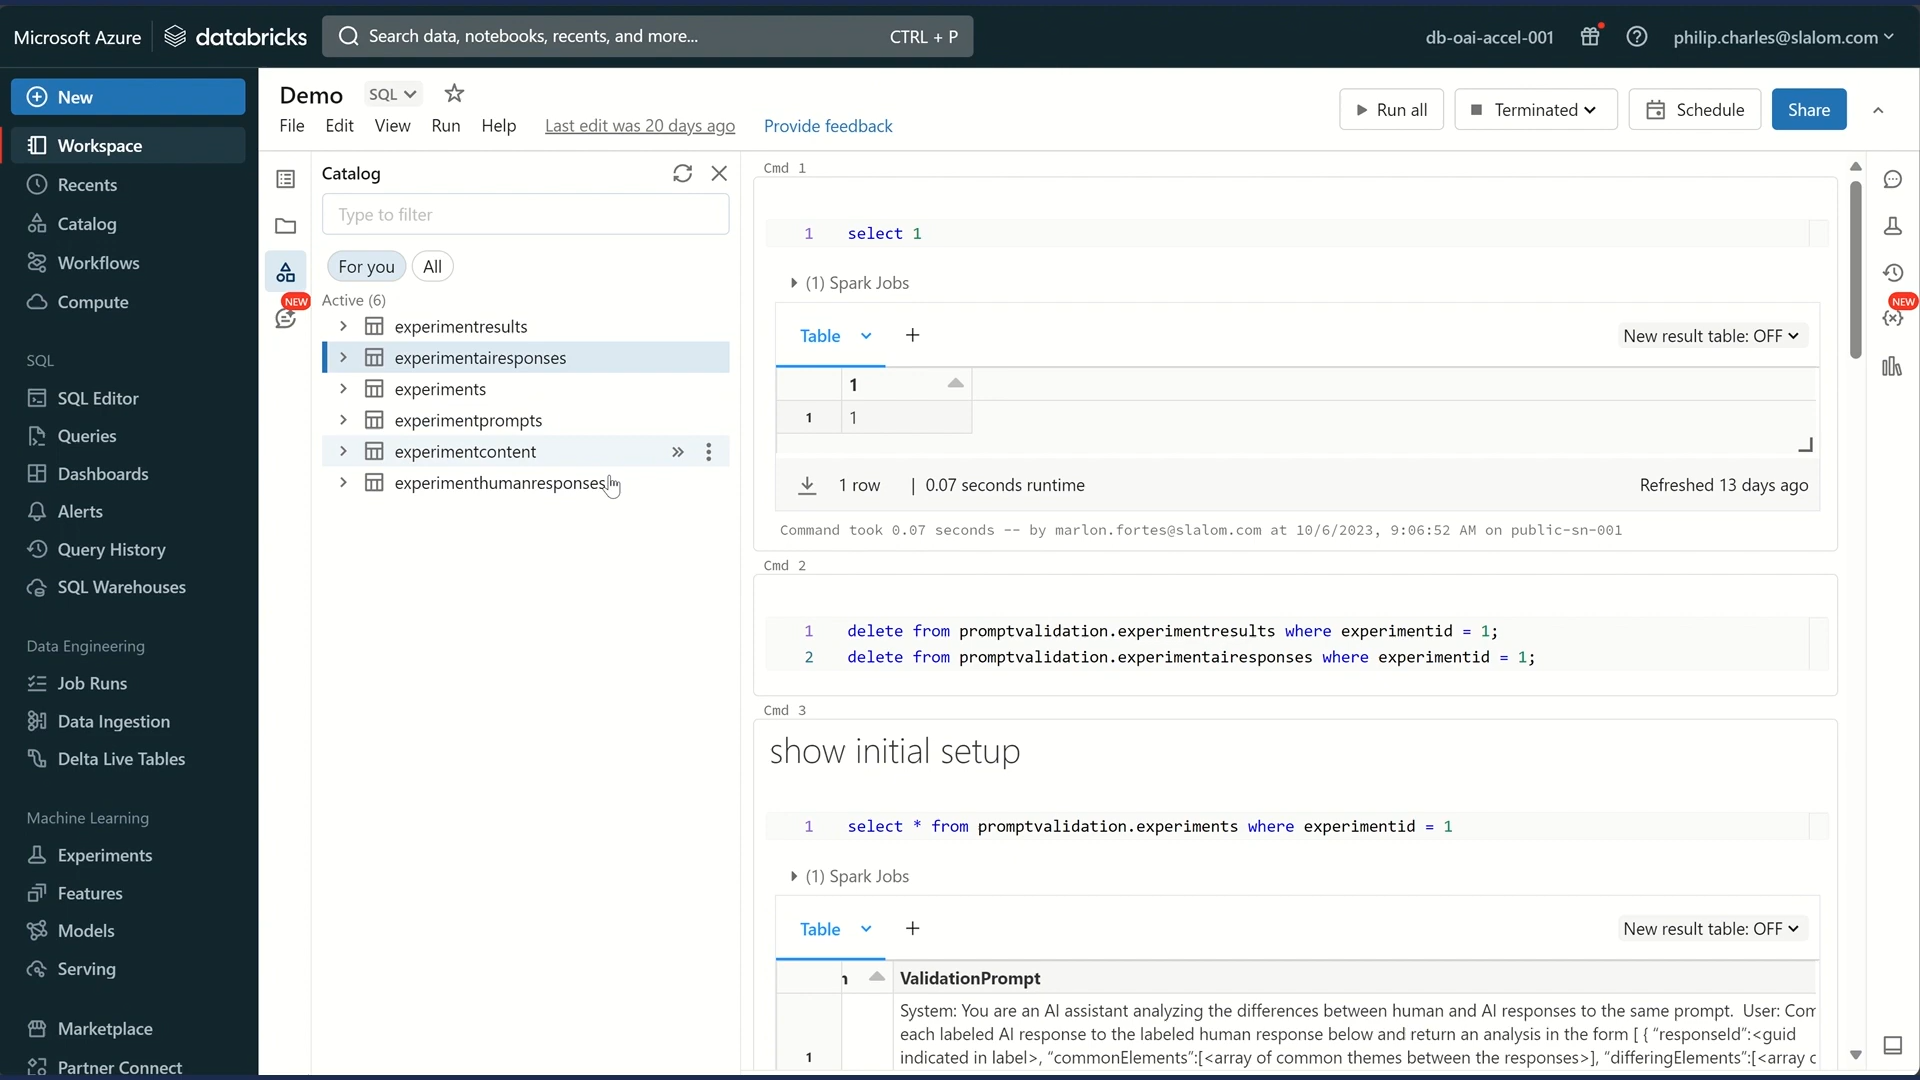 Microsoft Azure
databricks
Search data, notebooks, recents, and more...
CTRL + P
db-oai-accel-001
philip.charles@slalom.com
New
Workspace
Recents
Catalog
Workflows
Compute
SQL
SQL Editor
Queries
Dashboards
Alerts
Query History
SQL Warehouses
Data Engineering
Job Runs
Data Ingestion
Delta Live Tables
Machine Learning
Experiments
Features
Models
Serving
Marketplace
Partner Connect
Demo
SQL
File
Edit
View
Run
Help
Last edit was 20 days ago
Provide feedback
Run all
Terminated
Schedule
Share
NEW
Catalog
Type to filter
For you
All
Active (6)
experimentresults
experimentairesponses
experiments
experimentprompts
experimentcontent
experimenthumanresponses
Cmd 1
1 select 1
(1) Spark Jobs
Table
+
New result table: OFF
1
1 1
1 row | 0.07 seconds runtime
Refreshed 13 days ago
Command took 0.07 seconds -- by marlon.fortes@slalom.com at 10/6/2023, 9:06:52 AM on public-sn-001
Cmd 2
1 delete from promptvalidation.experimentresults where experimentid = 1;
2 delete from promptvalidation.experimentairesponses where experimentid = 1;
Cmd 3
show initial setup
1 select * from promptvalidation.experiments where experimentid = 1
(1) Spark Jobs
Table
+
New result table: OFF
ValidationPrompt
System: You are an AI assistant analyzing the differences between human and AI responses to the same prompt. User: Com
each labeled AI response to the labeled human response below and return an analysis in the form [ { "responseId":<guid
1 indicated in label>, "commonElements":[<array of common themes between the responses>], "differingElements":[<array c
NEW